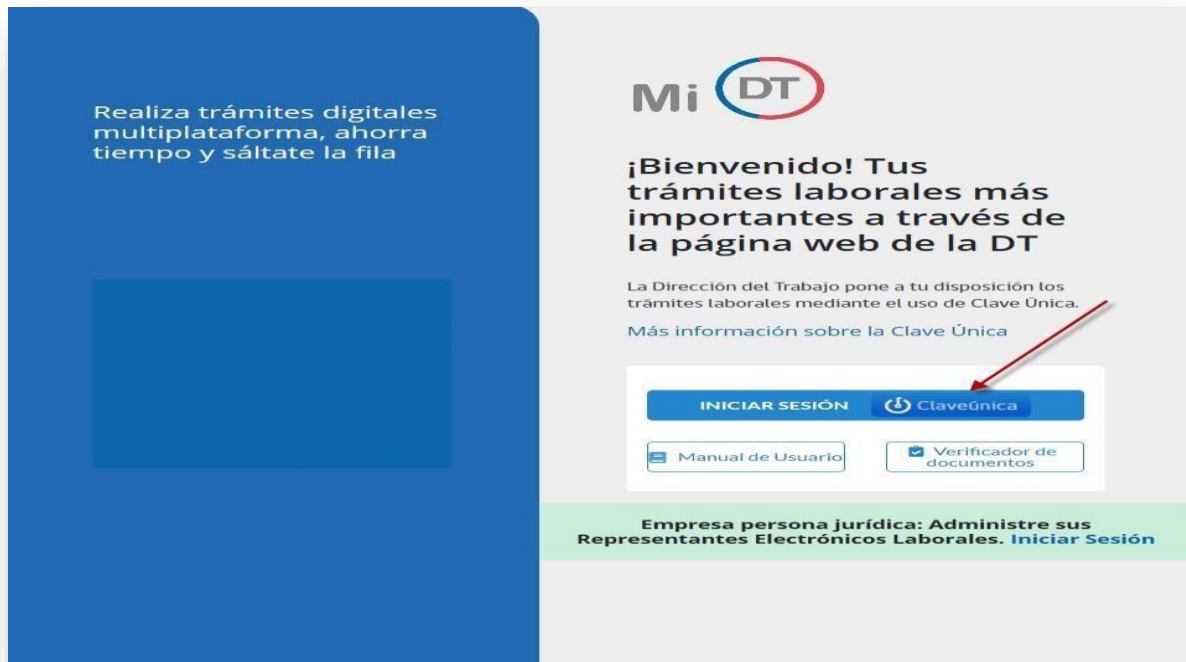 Realiza trámites digitales
multiplataforma, ahorra
tiempo y sáltate la fila
Mi DT
¡Bienvenido! Tus
trámites laborales más
importantes a través de
la página web de la DT
La Dirección del Trabajo pone a tu disposición los
trámites laborales mediante el uso de Clave Única.
Más información sobre la Clave Única
INICIAR SESIÓN Claveúnica
Manual de Usuario
Verificador de
documentos
Empresa persona jurídica: Administre sus
Representantes Electrónicos Laborales. Iniciar Sesión